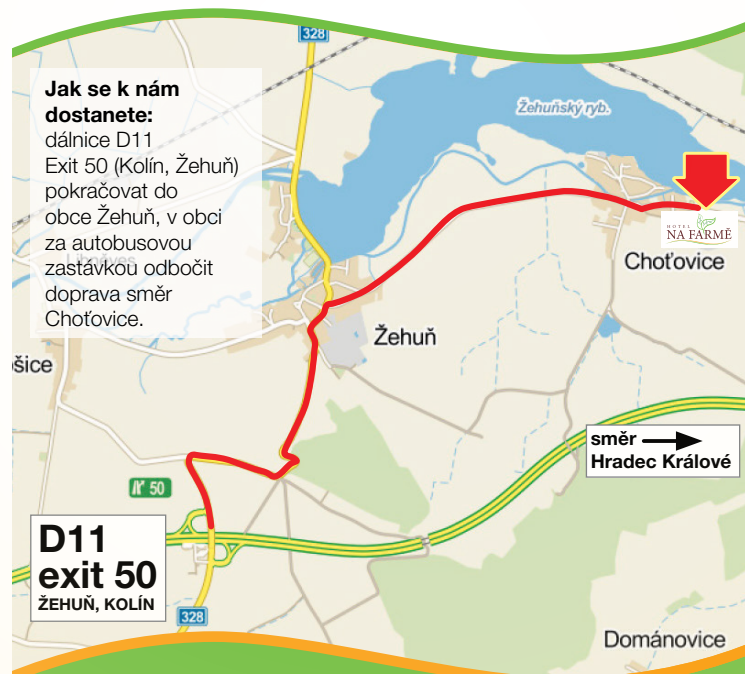 328
Jak se k nám
dostanete:
dálnice D11
Exit 50 (Kolín, Žehuň)
pokračovat do
obce Žehuň, v obci
za autobusovou
zastávkou odbočit
doprava směr
Choťovice.
Žehuňský ryb.
HOTEL
NA FARMĚ
Choťovice
Žehuň
šice
směr
Hradec Králové
50
D11
exit 50
ŽEHUŇ, KOLÍN
328
Dománovice